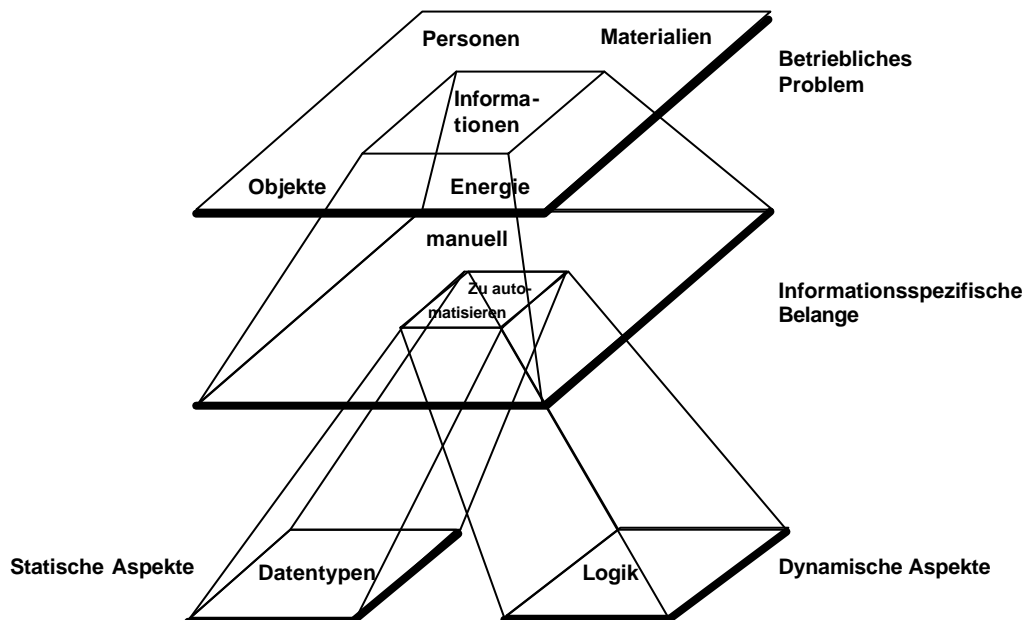 Personen
Materialien
Betriebliches
Problem
Informa-
tionen
Objekte
Energie
manuell
Zu auto-
matisieren
Informationsspezifische
Belange
Statische Aspekte
Datentypen
Logik
Dynamische Aspekte